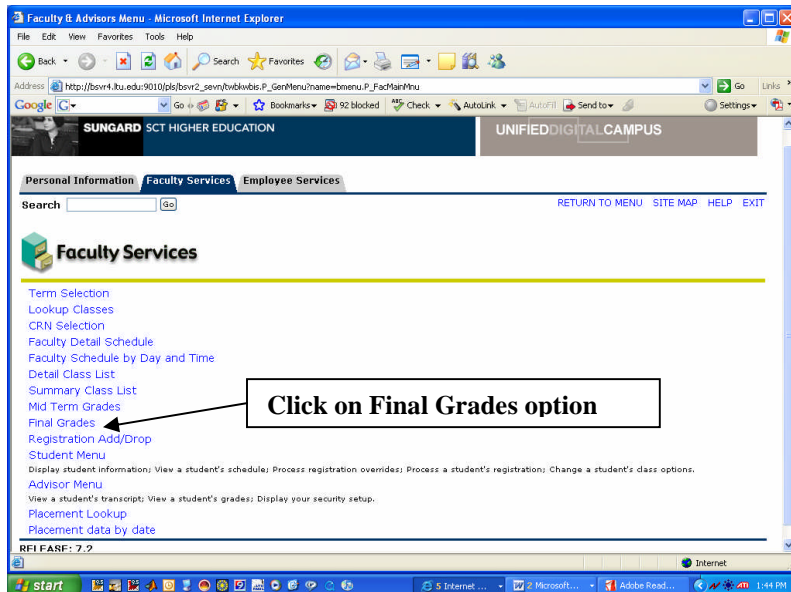 Faculty & Advisors Menu - Microsoft Internet Explorer
File Edit View Favorites Tools Help
Back Search Favorites
Address http://bsvr4.ltu.edu:9010/pls/bsvr2_sevn/twbkwbis.P_GenMenu?name=bmenu.P_FacMainMnu Go Links »
Google G Go Bookmarks 92 blocked ABC Check AutoLink AutoFill Send to Settings
SUNGARD SCT HIGHER EDUCATION UNIFIEDDIGITALCAMPUS
Personal Information Faculty Services Employee Services
Search Go RETURN TO MENU SITE MAP HELP EXIT
Faculty Services
Term Selection
Lookup Classes
CRN Selection
Faculty Detail Schedule
Faculty Schedule by Day and Time
Detail Class List
Summary Class List
Mid Term Grades
Click on Final Grades option
Final Grades
Registration Add/Drop
Student Menu
Display student information; View a student's schedule; Process registration overrides; Process a student's registration; Change a student's class options.
Advisor Menu
View a student's transcript; View a student's grades; Display your security setup.
Placement Lookup
Placement data by date
RELEASE: 7.2
Internet
start 5 Internet ... 2 Microsoft... Adobe Read... 1:44 PM